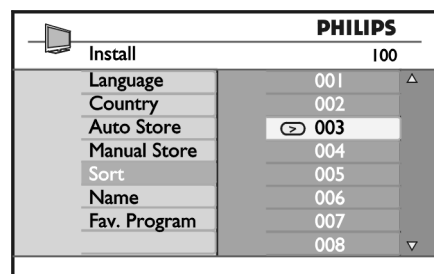 PHILIPS
Install 100
Language 001
Country 002
Auto Store 003
Manual Store 004
Sort 005
Name 006
Fav. Program 007
008